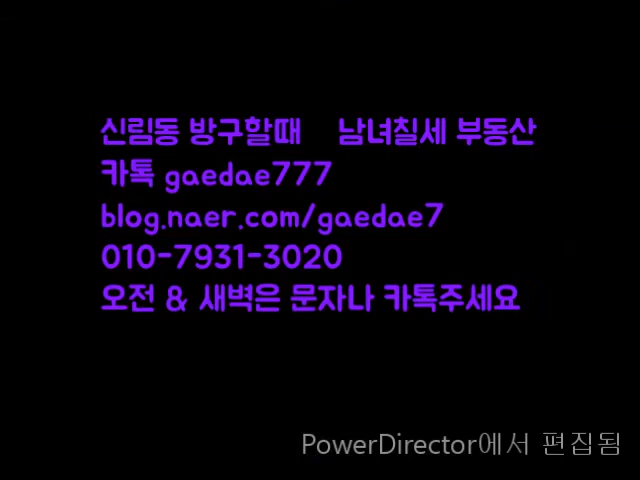 신림동 방구할때 남녀칠세 부동산
카톡 gaedae777
blog.naer.com/gaedae7
010-7931-3020
오전 & 새벽은 문자나 카톡주세요
PowerDirector에서 편집됨